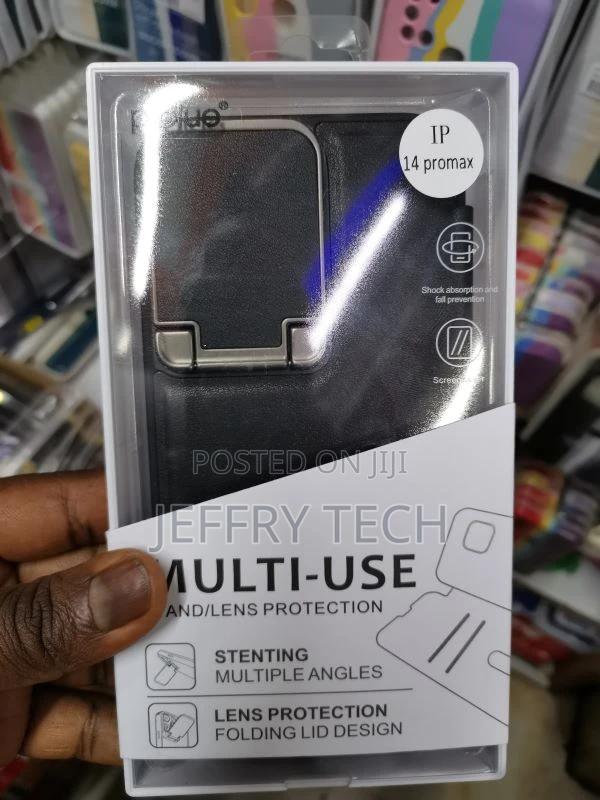 IP
14 promax
Shock absorption and
fall prevention
POSTED ON JIJI
JEFFRY TECH
MULTI-USE
AND/LENS PROTECTION
STENTING
MULTIPLE ANGLES
LENS PROTECTION
FOLDING LID DESIGN